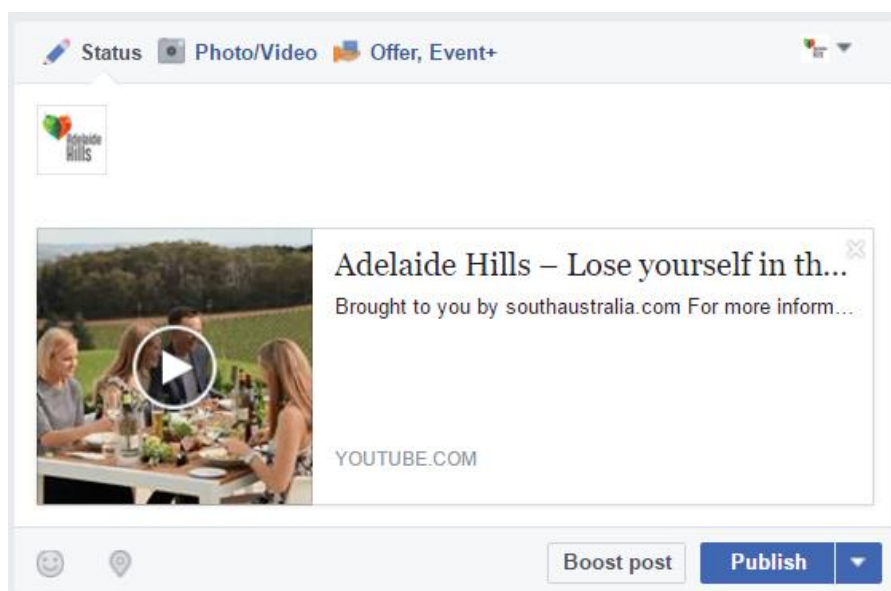 Status Photo/Video Offer, Event+
Adelaide
Hills
Adelaide Hills – Lose yourself in th...
Brought to you by southaustralia.com For more inform...
YOUTUBE.COM
Boost post Publish